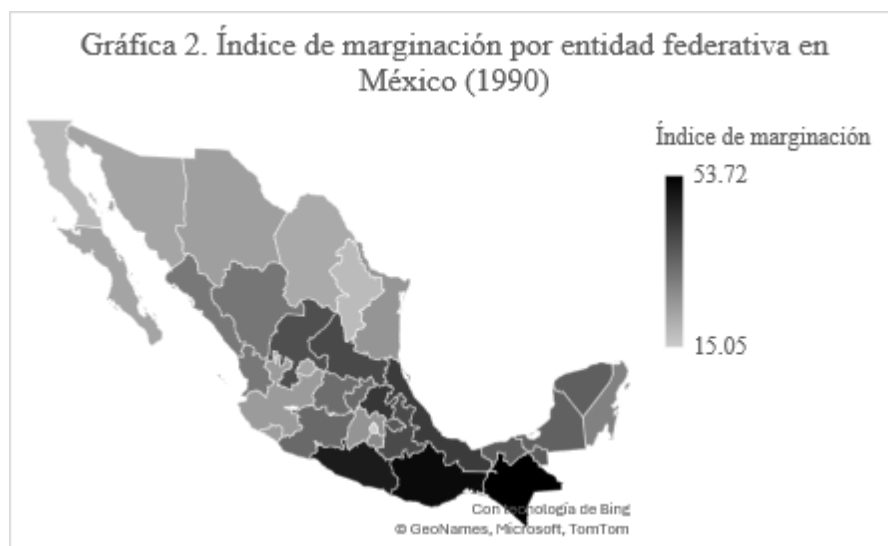 Gráfica 2. Índice de marginación por entidad federativa en
México (1990)
Índice de marginación
53.72
15.05
Con tecnología de Bing
© GeoNames, Microsoft, TomTom